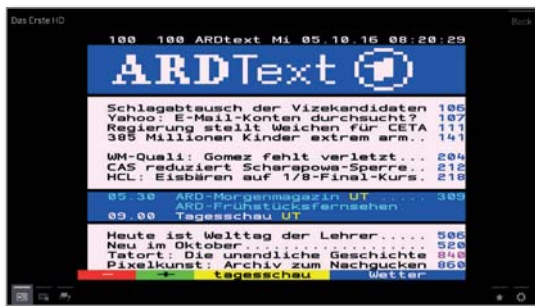 Das Erste HD
Back
100 100 ARDtext Mi 05.10.16 08:20:29
ARDText 1
Schlagabtausch der Vizekandidaten 106
Yahoo: E-Mail-Konten durchsucht? 107
Regierung stellt Weichen für CETA 111
385 Millionen Kinder extrem arm.. 141
WM-Quali: Gomez fehlt verletzt... 204
CAS reduziert Scharapowa-Sperre.. 212
HCL: Eisbären auf 1/8-Final-Kurs. 218
05.30 ARD-Morgenmagazin UT ..... 309
ARD-Frühstücksfernsehen
09.00 Tagesschau UT
Heute ist Welttag der Lehrer..... 506
Neu im Oktober................... 520
Tatort: Die unendliche Geschichte 840
Pixelkunst: Archiv zum Nachgucken 860
- + tagesschau Wetter